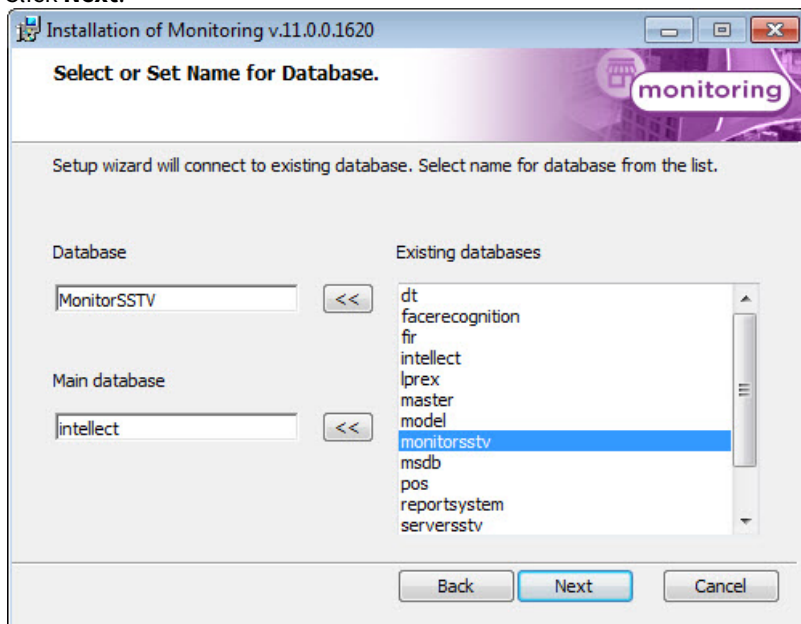 Click Next.
Installation of Monitoring v.11.0.0.1620
Select or Set Name for Database.
monitoring
Setup wizard will connect to existing database. Select name for database from the list.
Database
Existing databases
MonitorSSTV
<<
dt
facerecognition
fir
intellect
lprex
Main database
master
model
intellect
<<
monitorsstv
msdb
pos
reportsystem
serversstv
Back
Next
Cancel